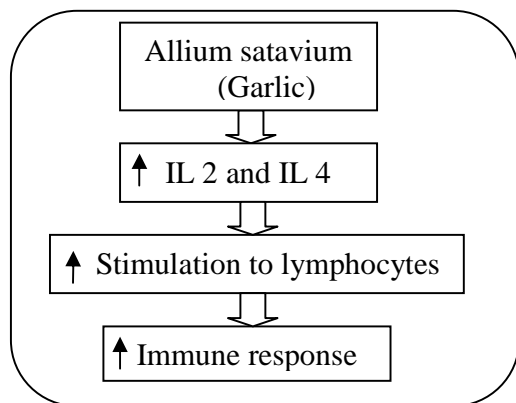 Allium satavium
(Garlic)
IL 2 and IL 4
Stimulation to lymphocytes
Immune response